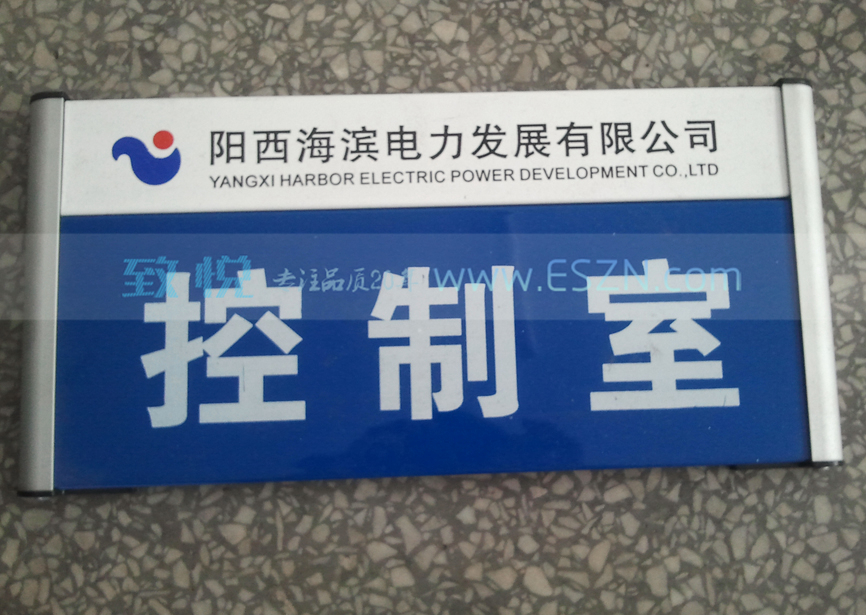 阳西海滨电力发展有限公司
YANGXI HARBOR ELECTRIC POWER DEVELOPMENT CO.,LTD
致悦 专注品质 www.ESZN.com
控制室